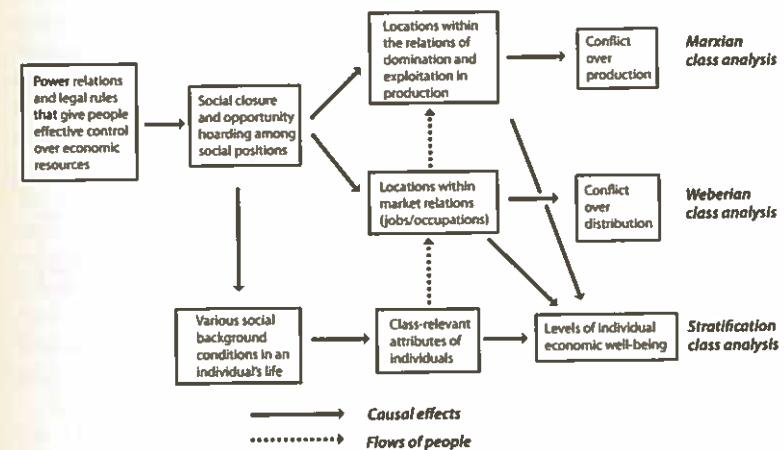 Power relations
and legal rules
that give people
effective control
over economic
resources
Social closure
and opportunity
hoarding among
social positions
Locations within
the relations of
domination and
exploitation in
production
Conflict
over
production
Marxian
class analysis
Locations within
market relations
(jobs/occupations)
Conflict
over
distribution
Weberian
class analysis
Various social
background
conditions in an
individual's life
Class-relevant
attributes of
individuals
Levels of individual
economic well-being
Stratification
class analysis
Causal effects
Flows of people